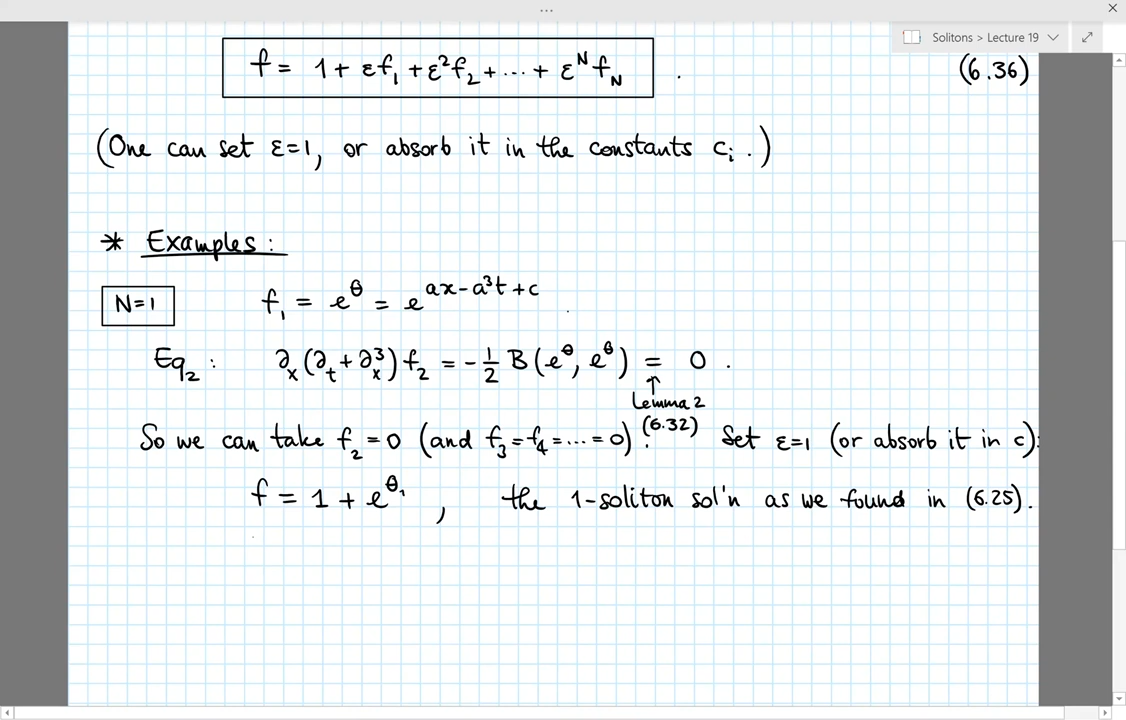 Solitons > Lecture 19
f = 1 + εf₁ + ε²f₂ + ⋯ + ε^N f_N . (6.36)
(One can set ε=1, or absorb it in the constants cᵢ.)
* Examples:
N=1 f₁ = e^θ = e^{ax-a³t+c}
Eq₂: ∂ₓ(∂ₜ+∂ₓ³)f₂ = -½ B(e^θ, e^θ) = 0 .
↑
Lemma 2
(6.32)
So we can take f₂=0 (and f₃=f₄=⋯=0). Set ε=1 (or absorb it in c):
f = 1 + e^{θ₁}, the 1-soliton sol'n as we found in (6.25).